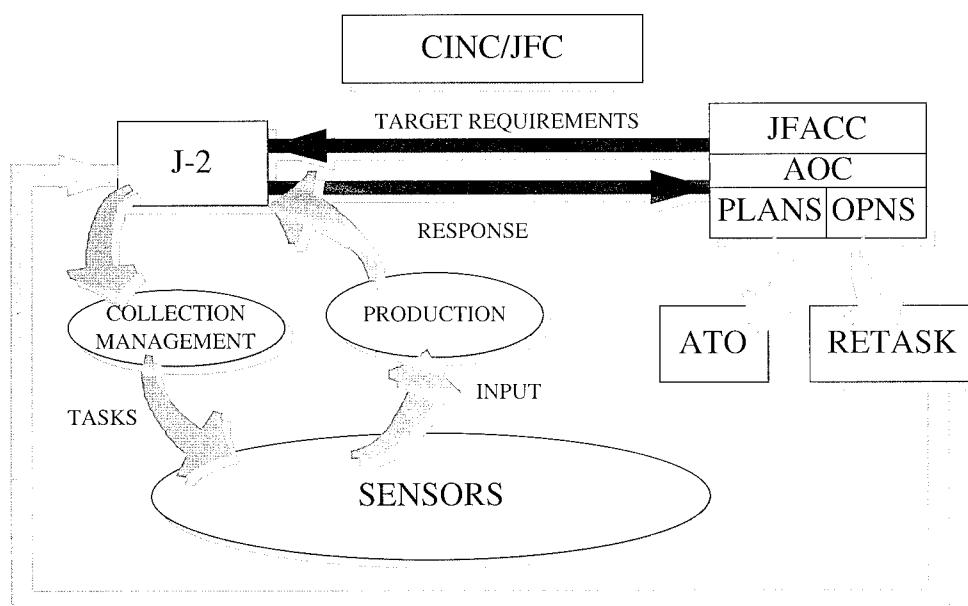 CINC/JFC
TARGET REQUIREMENTS
JFACC
J-2
AOC
PLANS
OPNS
RESPONSE
COLLECTION
MANAGEMENT
PRODUCTION
ATO
RETASK
TASKS
INPUT
SENSORS